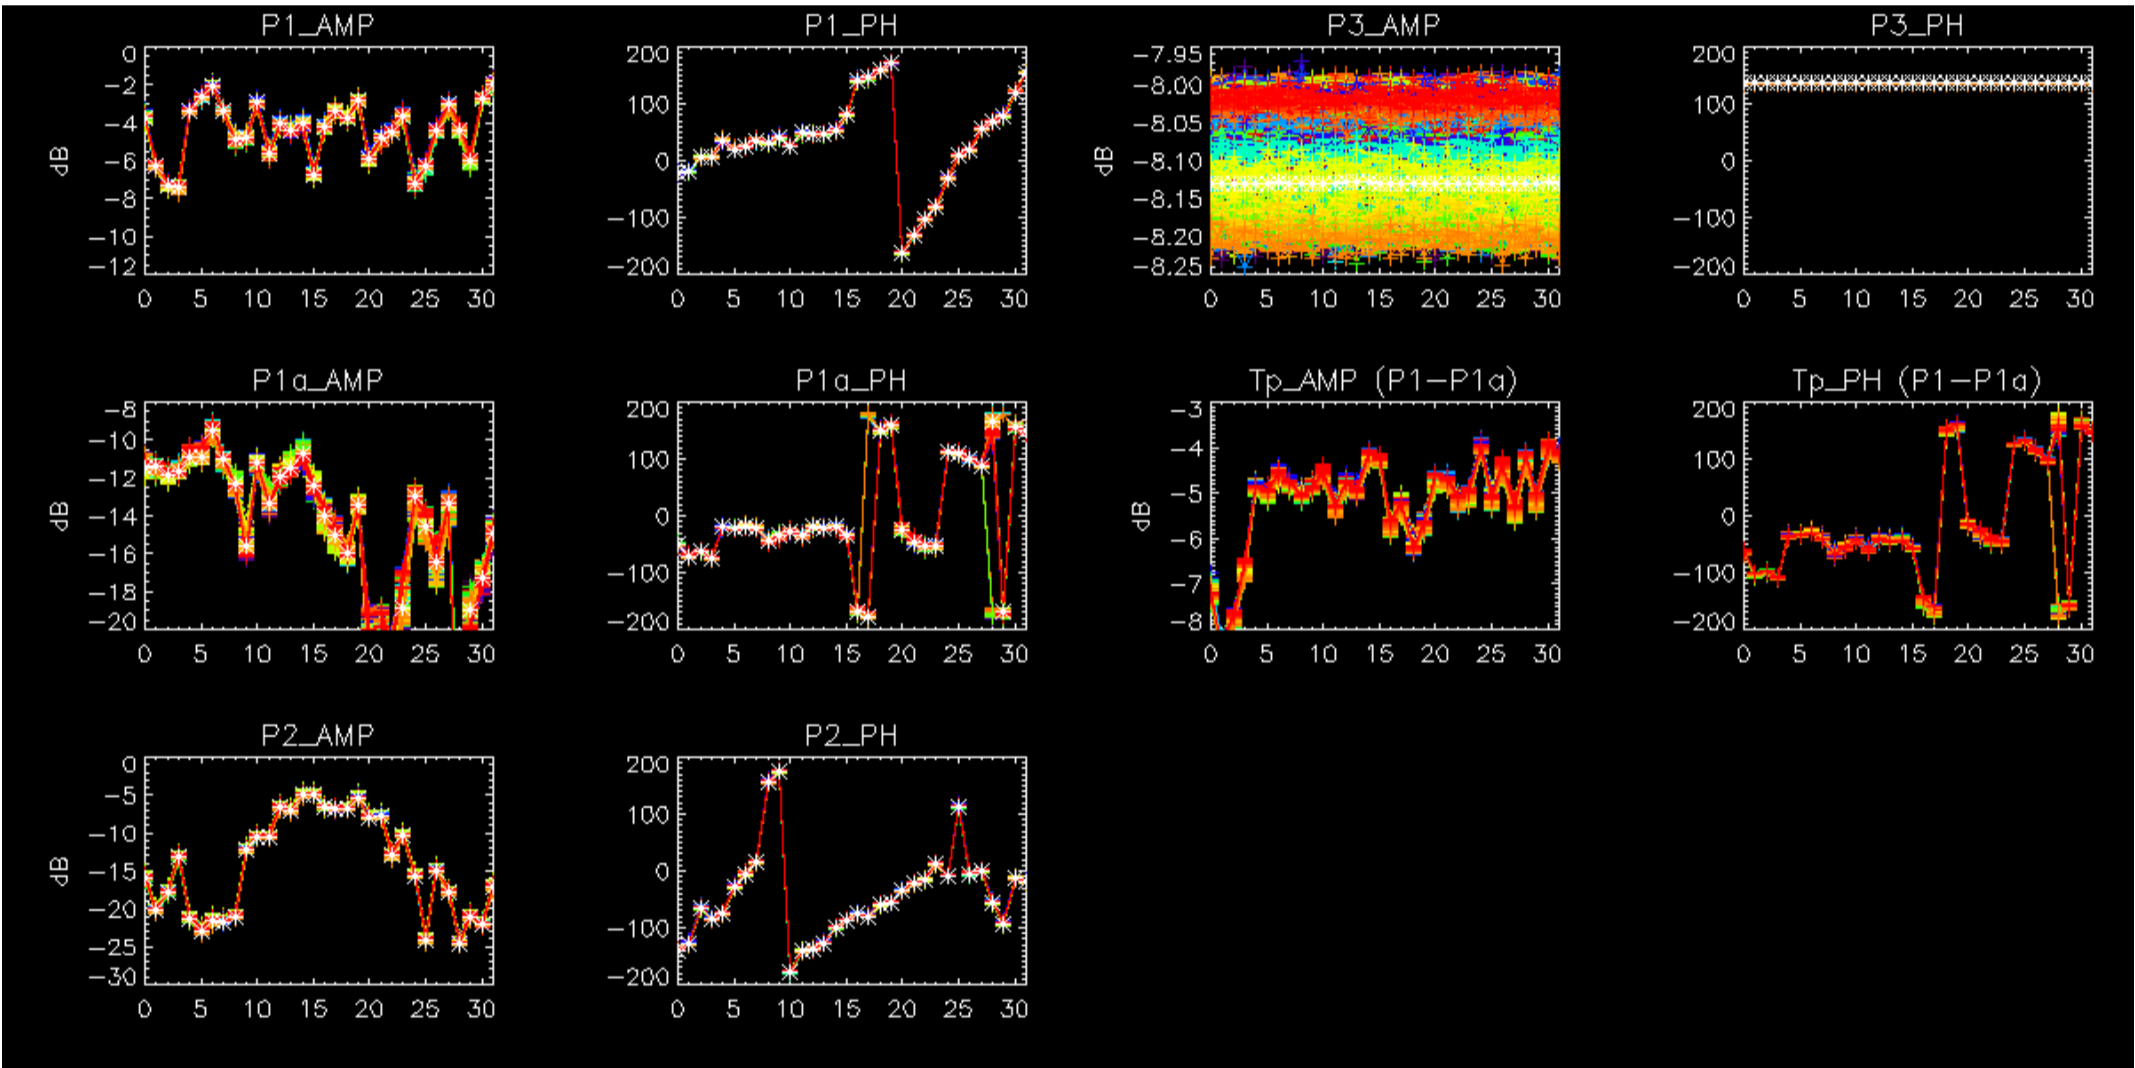 P1_AMP
0
-2
-4
-6
-8
-10
-12
dB
0 5 10 15 20 25 30
P1_PH
200
100
0
-100
-200
0 5 10 15 20 25 30
P3_AMP
-7.95
-8.00
-8.05
-8.10
-8.15
-8.20
-8.25
dB
0 5 10 15 20 25 30
P3_PH
200
100
0
-100
-200
0 5 10 15 20 25 30
P1a_AMP
-8
-10
-12
-14
-16
-18
-20
dB
0 5 10 15 20 25 30
P1a_PH
200
100
0
-100
-200
0 5 10 15 20 25 30
Tp_AMP (P1-P1a)
-3
-4
-5
-6
-7
-8
dB
0 5 10 15 20 25 30
Tp_PH (P1-P1a)
200
100
0
-100
-200
0 5 10 15 20 25 30
P2_AMP
0
-5
-10
-15
-20
-25
-30
dB
0 5 10 15 20 25 30
P2_PH
200
100
0
-100
-200
0 5 10 15 20 25 30